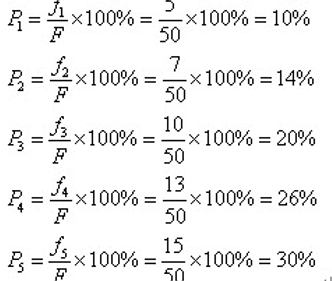 P₁ = f₁/F ×100% = 5/50 ×100% = 10%
P₂ = f₂/F ×100% = 7/50 ×100% = 14%
P₃ = f₃/F ×100% = 10/50 ×100% = 20%
P₄ = f₄/F ×100% = 13/50 ×100% = 26%
P₅ = f₅/F ×100% = 15/50 ×100% = 30%